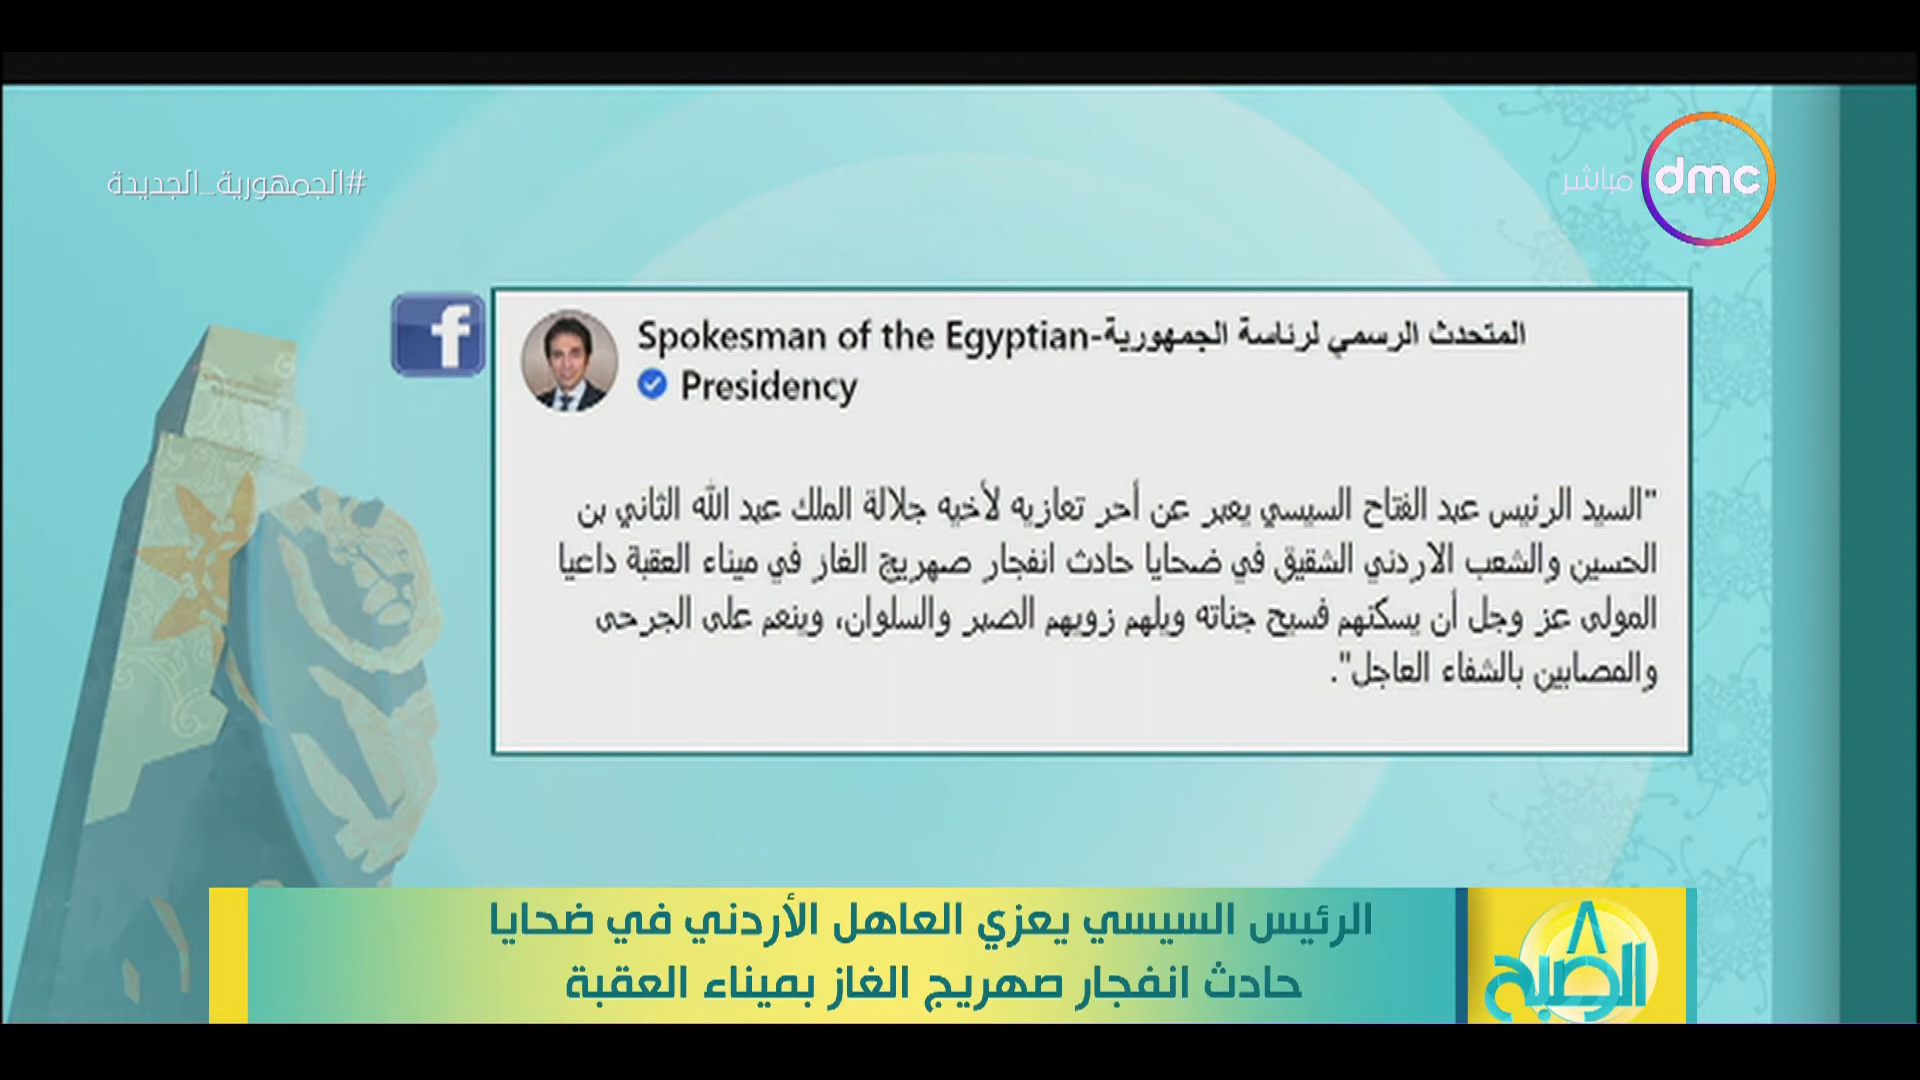 #الجمهورية_الجديدة
مباشر dmc
المتحدث الرسمي لرئاسة الجمهورية-Spokesman of the Egyptian
Presidency
"السيد الرئيس عبد الفتاح السيسي يعبر عن أحر تعازيه لأخيه جلالة الملك عبد الله الثاني بن
الحسين والشعب الاردني الشقيق في ضحايا حادث انفجار صهريج الغاز في ميناء العقبة داعيا
المولى عز وجل أن يسكنهم فسيح جناته ويلهم زويهم الصبر والسلوان، وينعم على الجرحى
والمصابين بالشفاء العاجل".
الرئيس السيسي يعزي العاهل الأردني في ضحايا
حادث انفجار صهريج الغاز بميناء العقبة
٨ الصبح